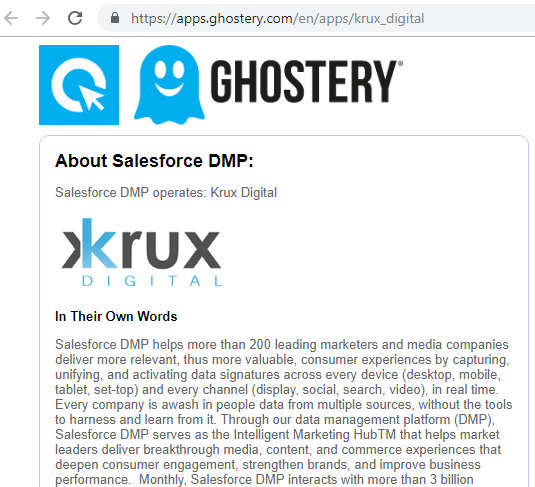 https://apps.ghostery.com/en/apps/krux_digital
GHOSTERY®
About Salesforce DMP:
Salesforce DMP operates: Krux Digital
krux
DIGITAL
In Their Own Words
Salesforce DMP helps more than 200 leading marketers and media companies
deliver more relevant, thus more valuable, consumer experiences by capturing,
unifying, and activating data signatures across every device (desktop, mobile,
tablet, set-top) and every channel (display, social, search, video), in real time.
Every company is awash in people data from multiple sources, without the tools
to harness and learn from it. Through our data management platform (DMP),
Salesforce DMP serves as the Intelligent Marketing HubTM that helps market
leaders deliver breakthrough media, content, and commerce experiences that
deepen consumer engagement, strengthen brands, and improve business
performance.  Monthly, Salesforce DMP interacts with more than 3 billion